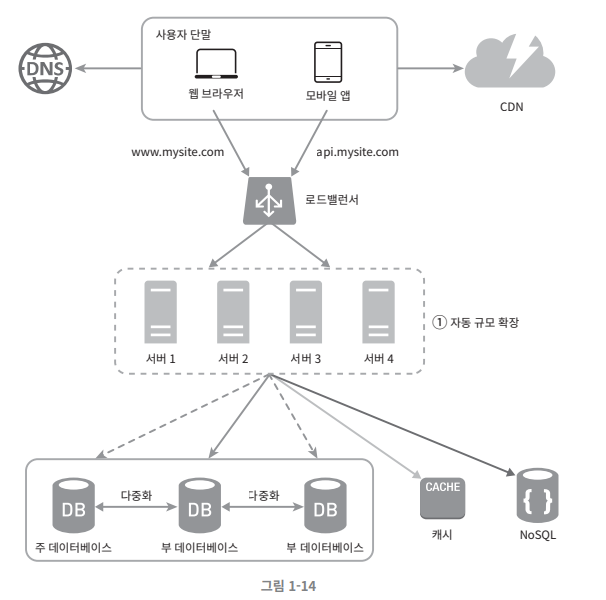 사용자 단말
DNS
웹 브라우저
모바일 앱
CDN
www.mysite.com
api.mysite.com
로드밸런서
서버 1
서버 2
서버 3
서버 4
① 자동 규모 확장
DB
다중화
DB
다중화
DB
주 데이터베이스
부 데이터베이스
부 데이터베이스
CACHE
캐시
{ }
NoSQL
그림 1-14